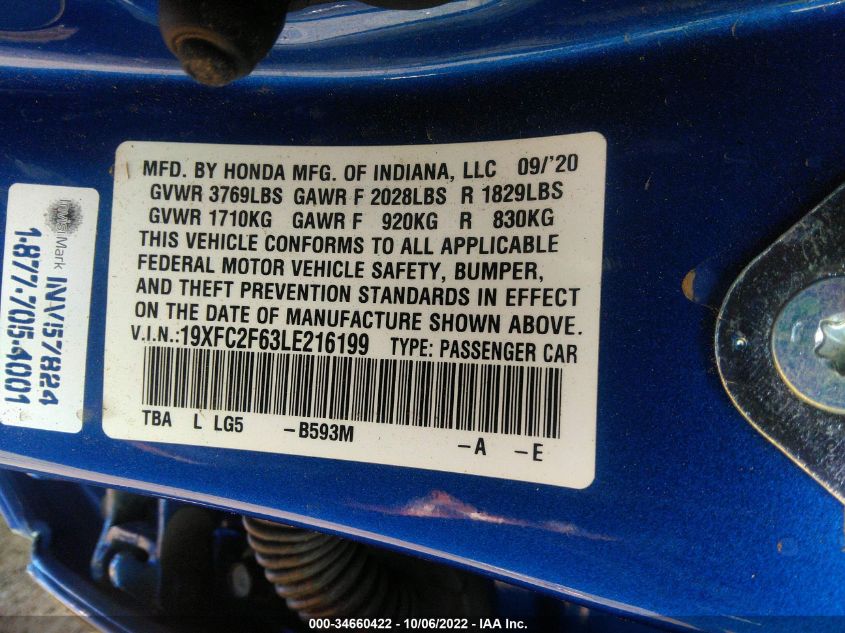 MFD. BY HONDA MFG. OF INDIANA, LLC 09/'20
GVWR 3769LBS GAWR F 2028LBS R 1829LBS
GVWR 1710KG GAWR F 920KG R 830KG
THIS VEHICLE CONFORMS TO ALL APPLICABLE
FEDERAL MOTOR VEHICLE SAFETY, BUMPER,
AND THEFT PREVENTION STANDARDS IN EFFECT
ON THE DATE OF MANUFACTURE SHOWN ABOVE.
V.I.N.:19XFC2F63LE216199 TYPE: PASSENGER CAR
TBA L LG5 -B593M -A -E
Mark INV157824
1-877-705-4001
000-34660422 - 10/06/2022 - IAA Inc.